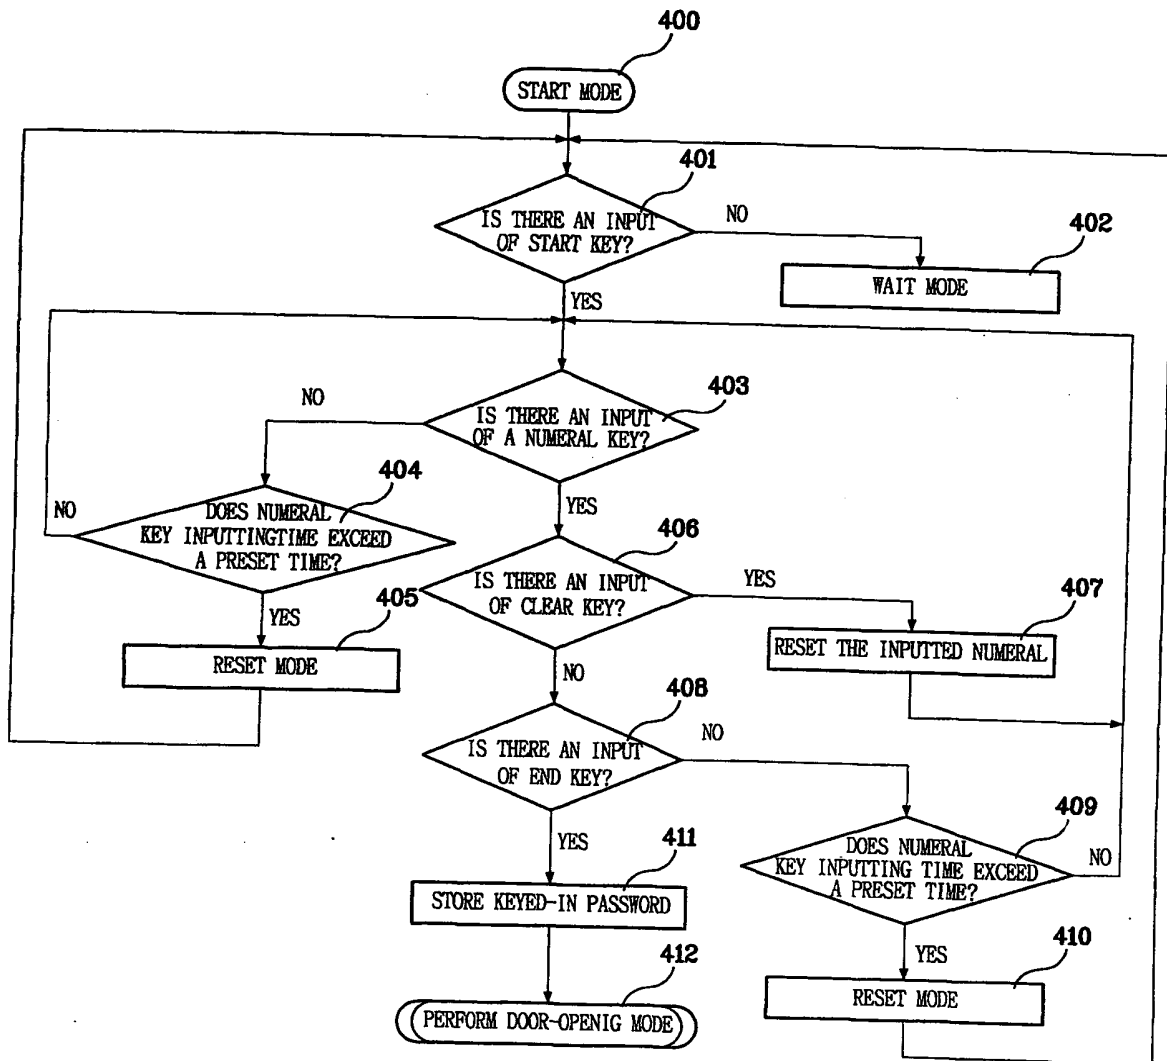 400
START MODE
401
IS THERE AN INPUT
OF START KEY?
NO
402
WAIT MODE
YES
403
IS THERE AN INPUT
OF A NUMERAL KEY?
NO
404
DOES NUMERAL
KEY INPUTTINGTIME EXCEED
A PRESET TIME?
NO
YES
406
IS THERE AN INPUT
OF CLEAR KEY?
YES
407
RESET THE INPUTTED NUMERAL
YES
405
RESET MODE
NO
408
IS THERE AN INPUT
OF END KEY?
NO
409
DOES NUMERAL
KEY INPUTTING TIME EXCEED
A PRESET TIME?
NO
YES
411
STORE KEYED-IN PASSWORD
YES
410
RESET MODE
412
PERFORM DOOR-OPENIG MODE